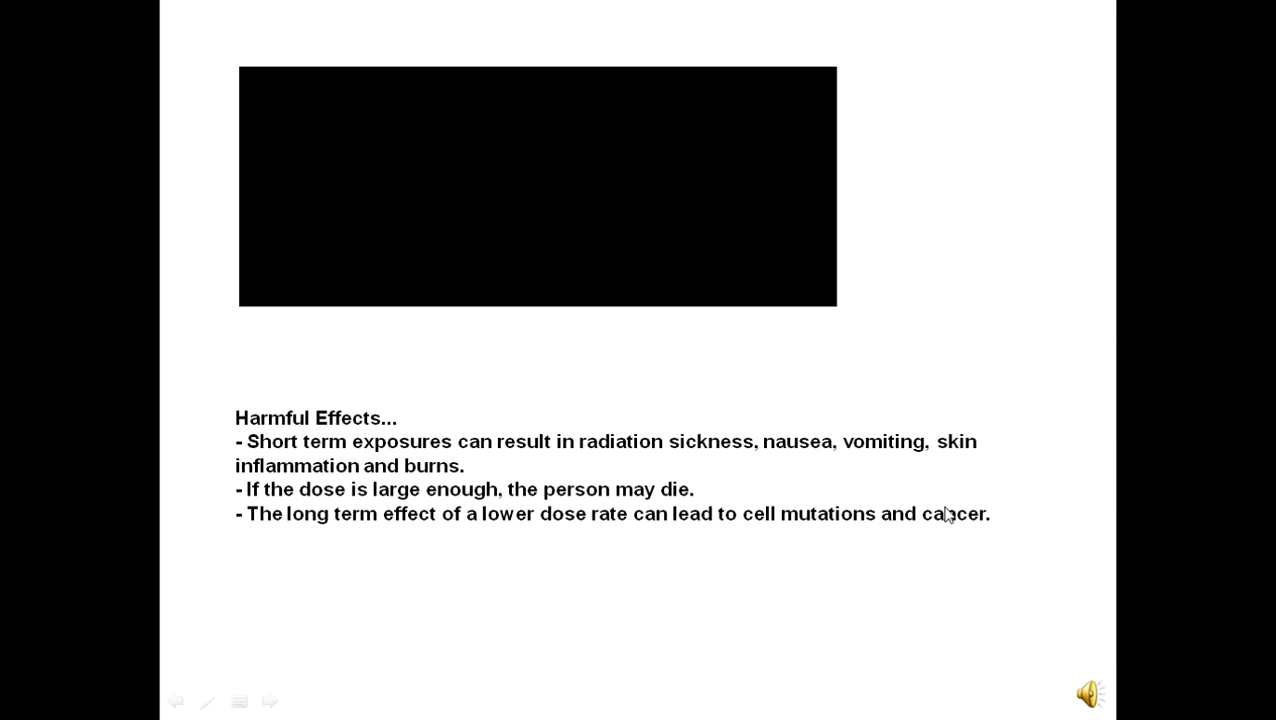 Harmful Effects...
- Short term exposures can result in radiation sickness, nausea, vomiting, skin
inflammation and burns.
- If the dose is large enough, the person may die.
- The long term effect of a lower dose rate can lead to cell mutations and cancer.